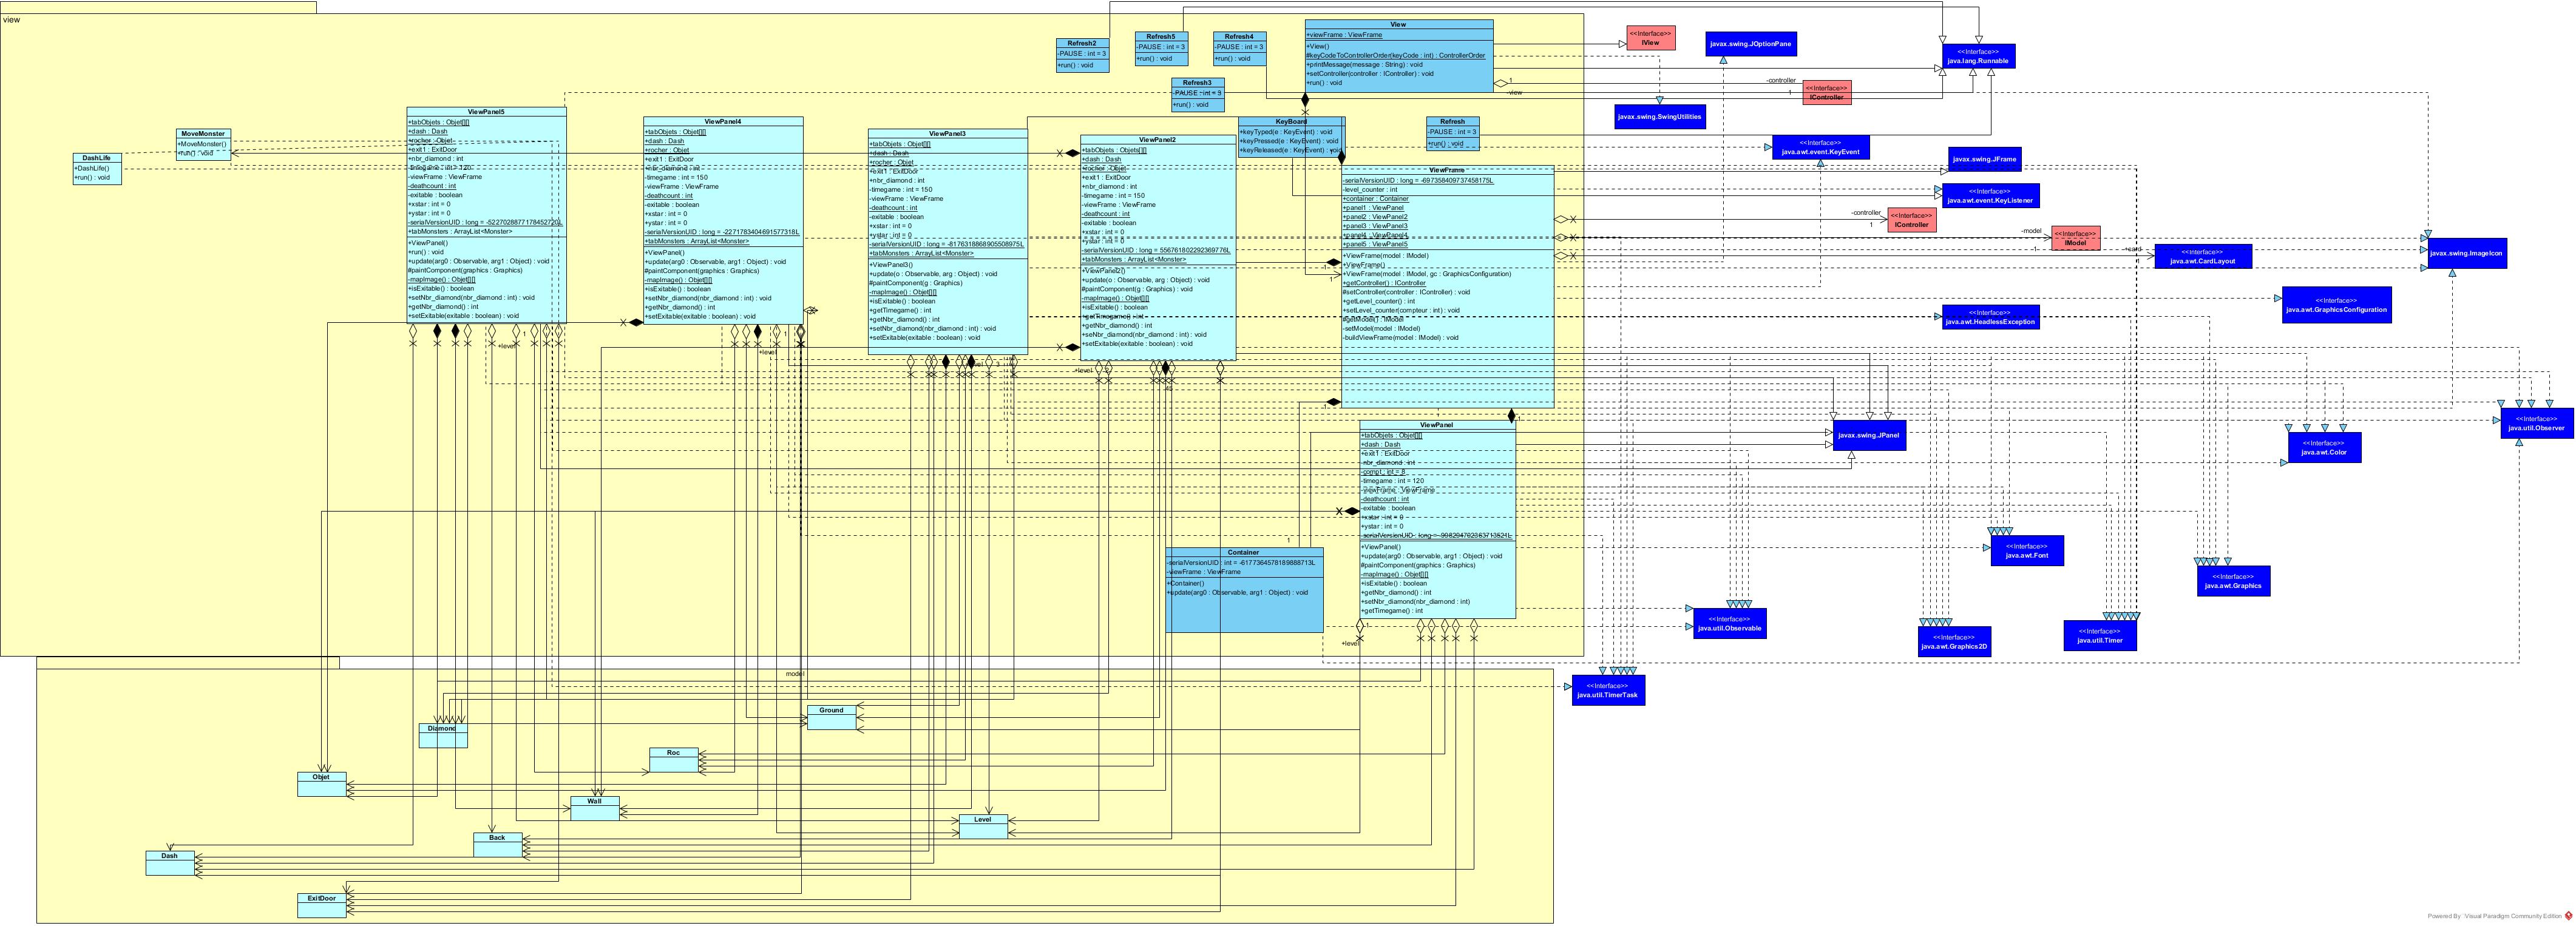 view
Refresh2
-PAUSE : int = 3
+run() : void
Refresh5
-PAUSE : int = 3
+run() : void
Refresh4
-PAUSE : int = 3
+run() : void
Refresh3
-PAUSE : int = 3
+run() : void
View
+viewFrame : ViewFrame
+View()
#keyCodeToControllerOrder(keyCode : int) : ControllerOrder
+printMessage(message : String) : void
+setController(controller : IController) : void
+run() : void
<<Interface>>
IView
javax.swing.JOptionPane
<<Interface>>
java.lang.Runnable
-controller
1
1
-view
<<Interface>>
IController
javax.swing.SwingUtilities
KeyBoard
+keyTyped(e : KeyEvent) : void
+keyPressed(e : KeyEvent) : void
+keyReleased(e : KeyEvent) : void
Refresh
-PAUSE : int = 3
+run() : void
<<Interface>>
java.awt.event.KeyEvent
javax.swing.JFrame
<<Interface>>
java.awt.event.KeyListener
-controller
1
<<Interface>>
IController
-model
1
<<Interface>>
IModel
<<Interface>>
java.awt.CardLayout
javax.swing.ImageIcon
<<Interface>>
java.awt.GraphicsConfiguration
<<Interface>>
java.awt.HeadlessException
MoveMonster
+MoveMonster()
+run() : void
DashLife
+DashLife()
+run() : void
ViewPanel5
+tabObjets : Objet[][]
+dash : Dash
+rocher : Objet
+exit1 : ExitDoor
+nbr_diamond : int
-timegame : int = 120
-viewFrame : ViewFrame
-deathcount : int
-exitable : boolean
+xstar : int = 0
+ystar : int = 0
+tabMonsters : ArrayList<Monster>
+ViewPanel()
+run() : void
+update(arg0 : Observable, arg1 : Object) : void
#paintComponent(graphics : Graphics)
-mapImage() : Objet[][]
+isExitable() : boolean
+setNbr_diamond(nbr_diamond : int) : void
+getNbr_diamond() : int
+setExitable(exitable : boolean) : void
ViewPanel4
+tabObjets : Objet[][]
+dash : Dash
+rocher : Objet
+exit1 : ExitDoor
+nbr_diamond : int
-timegame : int = 150
-viewFrame : ViewFrame
-deathcount : int
-exitable : boolean
+xstar : int = 0
+ystar : int = 0
-serialVersionUID : long = -2271783404691577318L
+tabMonsters : ArrayList<Monster>
+ViewPanel()
+update(arg0 : Observable, arg1 : Object) : void
#paintComponent(graphics : Graphics)
-mapImage() : Objet[][]
+isExitable() : boolean
+setNbr_diamond(nbr_diamond : int) : void
+getNbr_diamond() : int
+setExitable(exitable : boolean) : void
ViewPanel3
+tabObjets : Objet[][]
+dash : Dash
+rocher : Objet
+exit1 : ExitDoor
+nbr_diamond : int
-timegame : int = 150
-viewFrame : ViewFrame
-deathcount : int
-exitable : boolean
+xstar : int = 0
+ystar : int = 0
-serialVersionUID : long = -8176318868905508975L
+tabMonsters : ArrayList<Monster>
+ViewPanel3()
+update(o : Observable, arg : Object) : void
#paintComponent(g : Graphics)
-mapImage() : Objet[][]
+isExitable() : boolean
+getTimegame() : int
+getNbr_diamond() : int
+setNbr_diamond(nbr_diamond : int) : void
+setExitable(exitable : boolean) : void
ViewPanel2
+tabObjets : Objets[][]
+dash : Dash
+rocher : Objet
+exit1 : ExitDoor
+nbr_diamond : int
-timegame : int = 150
-viewFrame : ViewFrame
-deathcount : int
-exitable : boolean
+xstar : int = 0
+ystar : int = 0
-serialVersionUID : long = 556761802292369776L
+tabMonsters : ArrayList<Monster>
+ViewPanel2()
+update(o : Observable, arg : Object) : void
#paintComponent(g : Graphics) : void
-mapImage() : Objet[][]
+isExitable() : boolean
+getTimegame() : int
+getNbr_diamond() : int
+setNbr_diamond(nbr_diamond : int) : void
+setExitable(exitable : boolean) : void
ViewFrame
-serialVersionUID : long = -697358409737458175L
-level_counter : int
+container : Container
+panel1 : ViewPanel
+panel2 : ViewPanel2
+panel3 : ViewPanel3
+panel4 : ViewPanel4
+panel5 : ViewPanel5
+ViewFrame(model : IModel)
+ViewFrame()
+ViewFrame(model : IModel, gc : GraphicsConfiguration)
+getController() : IController
#setController(controller : IController) : void
+getLevel_counter() : int
+setLevel_counter(compteur : int) : void
#getModel() : IModel
-setModel(model : IModel)
-buildViewFrame(model : IModel) : void
1
+level
1
+level
+level
1
1
1
1
ViewPanel
+tabObjets : Objet[][]
+dash : Dash
+exit1 : ExitDoor
-nbr_diamond : int
-compt : int = 8
-timegame : int = 120
-viewFrame : ViewFrame
-deathcount : int
-exitable : boolean
+xstar : int = 0
+ystar : int = 0
+ViewPanel()
+update(arg0 : Observable, arg1 : Object) : void
#paintComponent(graphics : Graphics)
-mapImage() : Objet[][]
+isExitable() : boolean
+getNbr_diamond() : int
+setNbr_diamond(nbr_diamond : int)
+getTimegame() : int
1
+level
1
Container
-serialVersionUID : int = -6177364578189888713L
-viewFrame : ViewFrame
+Container()
+update(arg0 : Observable, arg1 : Object) : void
javax.swing.JPanel
<<Interface>>
java.util.Observer
<<Interface>>
java.awt.Color
<<Interface>>
java.awt.Font
<<Interface>>
java.awt.Graphics
<<Interface>>
java.util.Observable
<<Interface>>
java.awt.Graphics2D
<<Interface>>
java.util.Timer
<<Interface>>
java.util.TimerTask
model
Ground
Diamond
Roc
Objet
Wall
Level
Back
Dash
ExitDoor
Powered By Visual Paradigm Community Edition